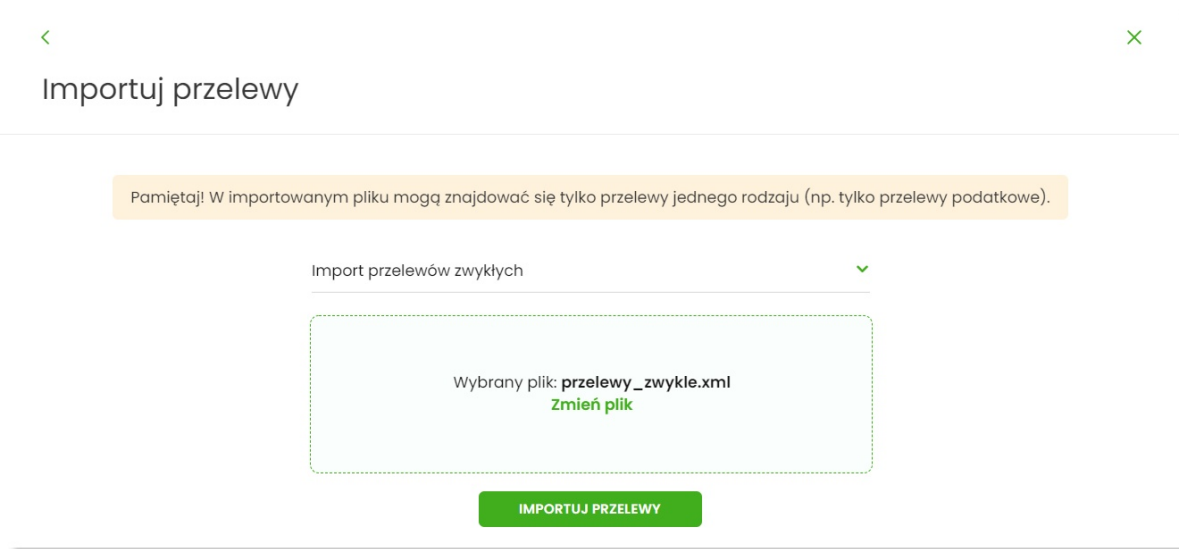 Importuj przelewy
Pamiętaj! W importowanym pliku mogą znajdować się tylko przelewy jednego rodzaju (np. tylko przelewy podatkowe).
Import przelewów zwykłych
Wybrany plik: przelewy_zwykle.xml
Zmień plik
IMPORTUJ PRZELEWY